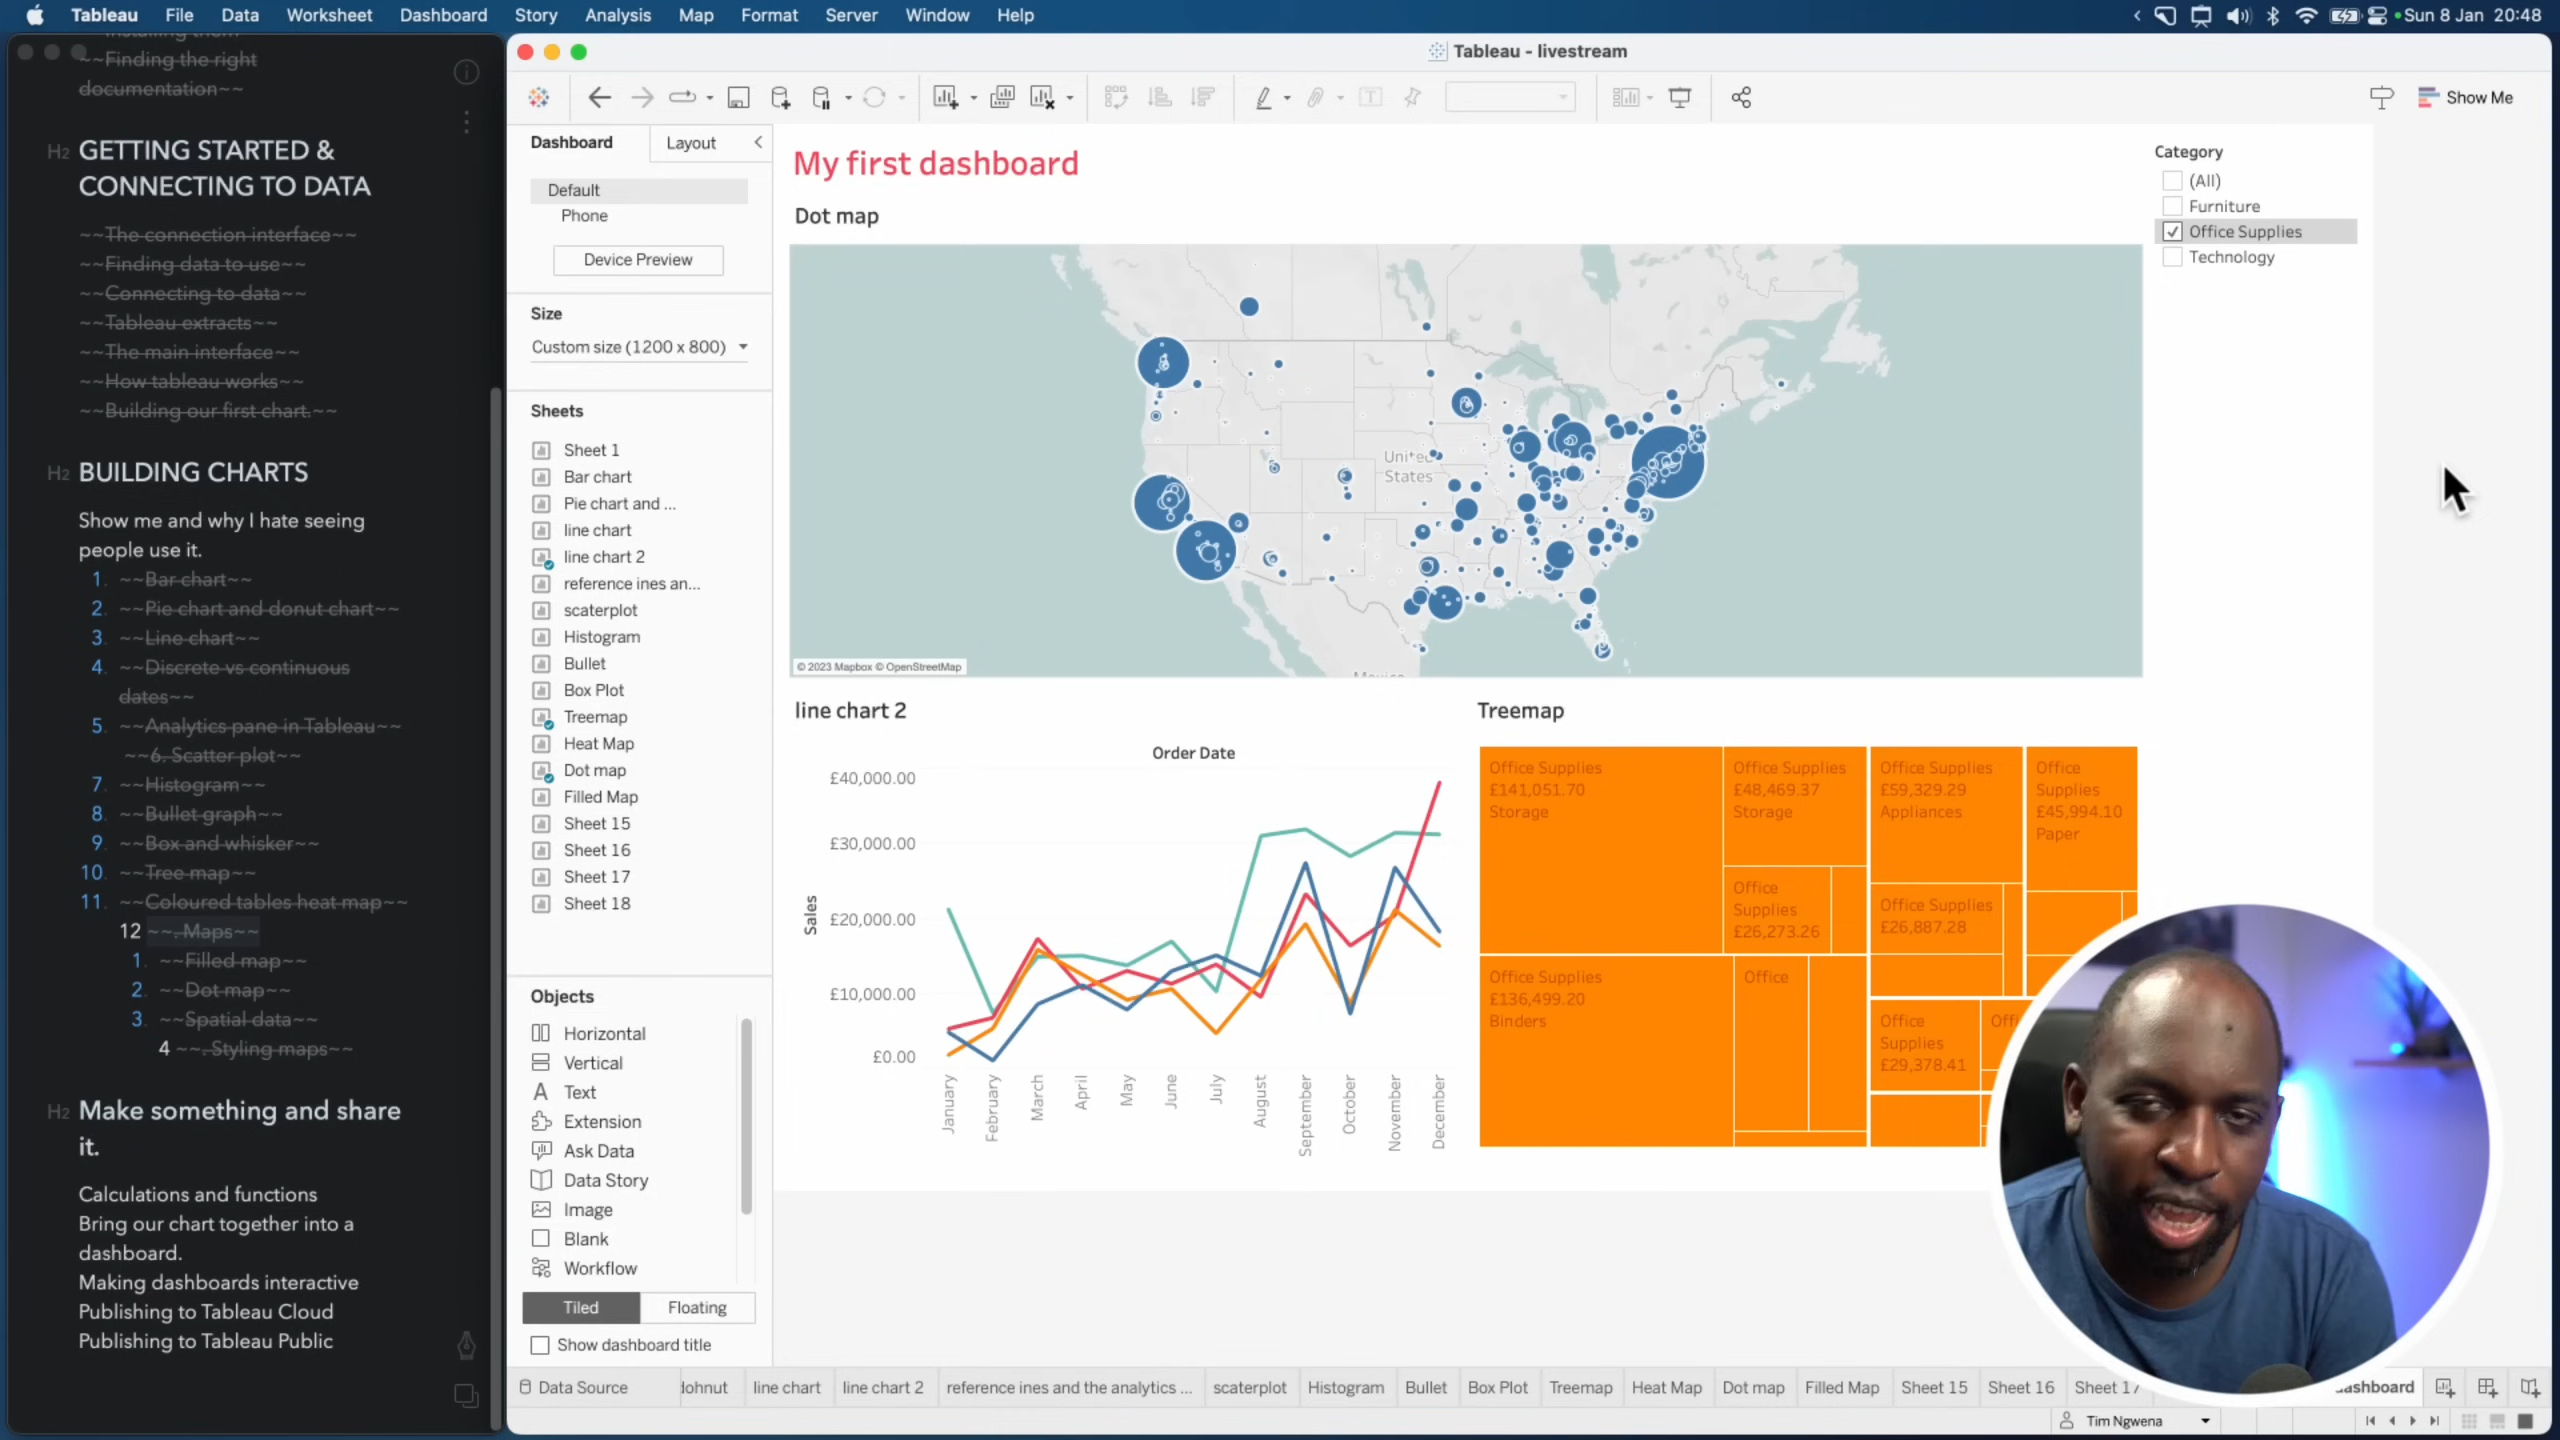 Tableau File Data Worksheet Dashboard Story Analysis Map Format Server Window Help
Sun 8 Jan 20:48
Installing them
~~Finding the right
documentation~~
H2 GETTING STARTED &
CONNECTING TO DATA
~~The connection interface~~
~~Finding data to use~~
~~Connecting to data~~
~~Tableau extracts~~
~~The main interface~~
~~How tableau works~~
~~Building our first chart.~~
H2 BUILDING CHARTS
Show me and why I hate seeing
people use it.
1. ~~Bar chart~~
2. ~~Pie chart and donut chart~~
3. ~~Line chart~~
4. ~~Discrete vs continuous
dates~~
5. ~~Analytics pane in Tableau~~
~~6. Scatter plot~~
7. ~~Histogram~~
8. ~~Bullet graph~~
9. ~~Box and whisker~~
10. ~~Tree map~~
11. ~~Coloured tables heat map~~
12 ~~. Maps~~
1. ~~Filled map~~
2. ~~Dot map~~
3. ~~Spatial data~~
4 ~~. Styling maps~~
H2 Make something and share
it.
Calculations and functions
Bring our chart together into a
dashboard.
Making dashboards interactive
Publishing to Tableau Cloud
Publishing to Tableau Public
Tableau - livestream
Show Me
Dashboard Layout
Default
Phone
Device Preview
Size
Custom size (1200 x 800)
Sheets
Sheet 1
Bar chart
Pie chart and ...
line chart
line chart 2
reference ines an...
scaterplot
Histogram
Bullet
Box Plot
Treemap
Heat Map
Dot map
Filled Map
Sheet 15
Sheet 16
Sheet 17
Sheet 18
Objects
Horizontal
Vertical
Text
Extension
Ask Data
Data Story
Image
Blank
Workflow
Tiled Floating
Show dashboard title
My first dashboard
Dot map
United
States
Mexico
© 2023 Mapbox © OpenStreetMap
Category
(All)
Furniture
Office Supplies
Technology
line chart 2
Order Date
Sales
£40,000.00
£30,000.00
£20,000.00
£10,000.00
£0.00
January
February
March
April
May
June
July
August
September
October
November
December
Treemap
Office Supplies
£141,051.70
Storage
Office Supplies
£48,469.37
Storage
Office Supplies
£59,329.29
Appliances
Office
Supplies
£45,994.10
Paper
Office
Supplies
£26,273.26
Office Supplies
£26,887.28
Office Supplies
£136,499.20
Binders
Office
Office
Supplies
£29,378.41
Offi
Data Source dohnut line chart line chart 2 reference ines and the analytics ... scaterplot Histogram Bullet Box Plot Treemap Heat Map Dot map Filled Map Sheet 15 Sheet 16 Sheet 17 ashboard
Tim Ngwena